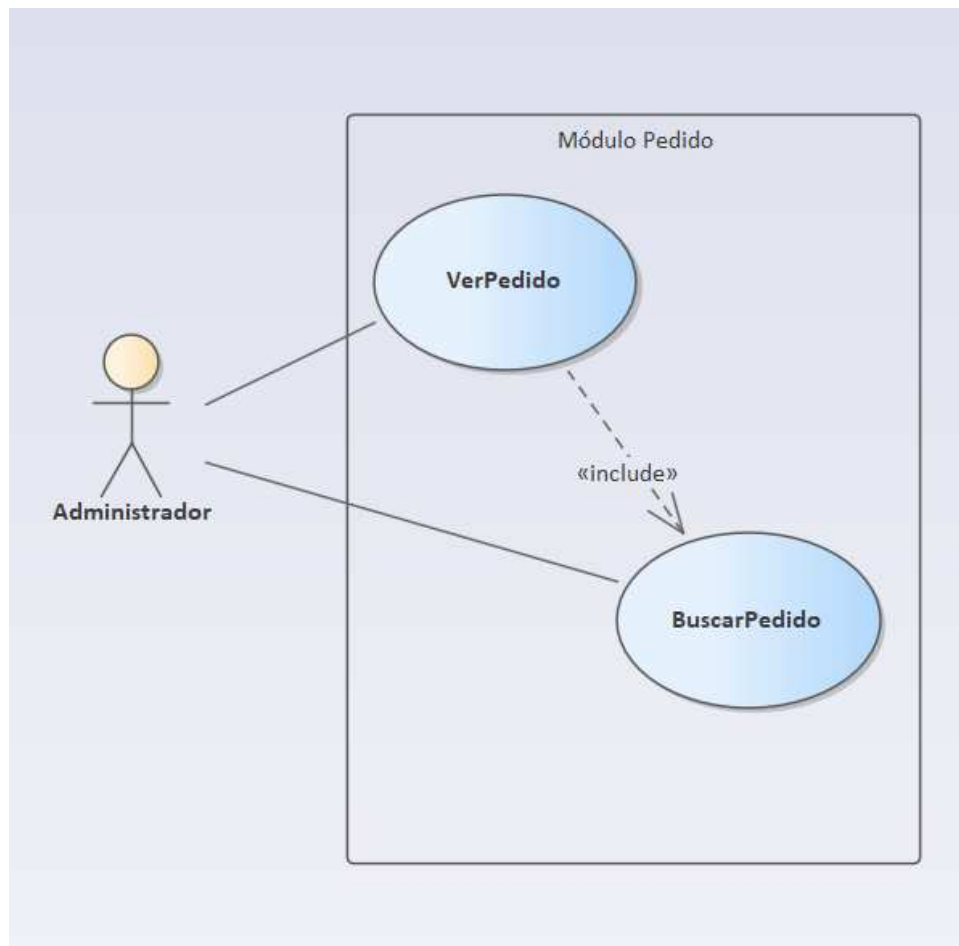 Módulo Pedido
VerPedido
«include»
Administrador
BuscarPedido